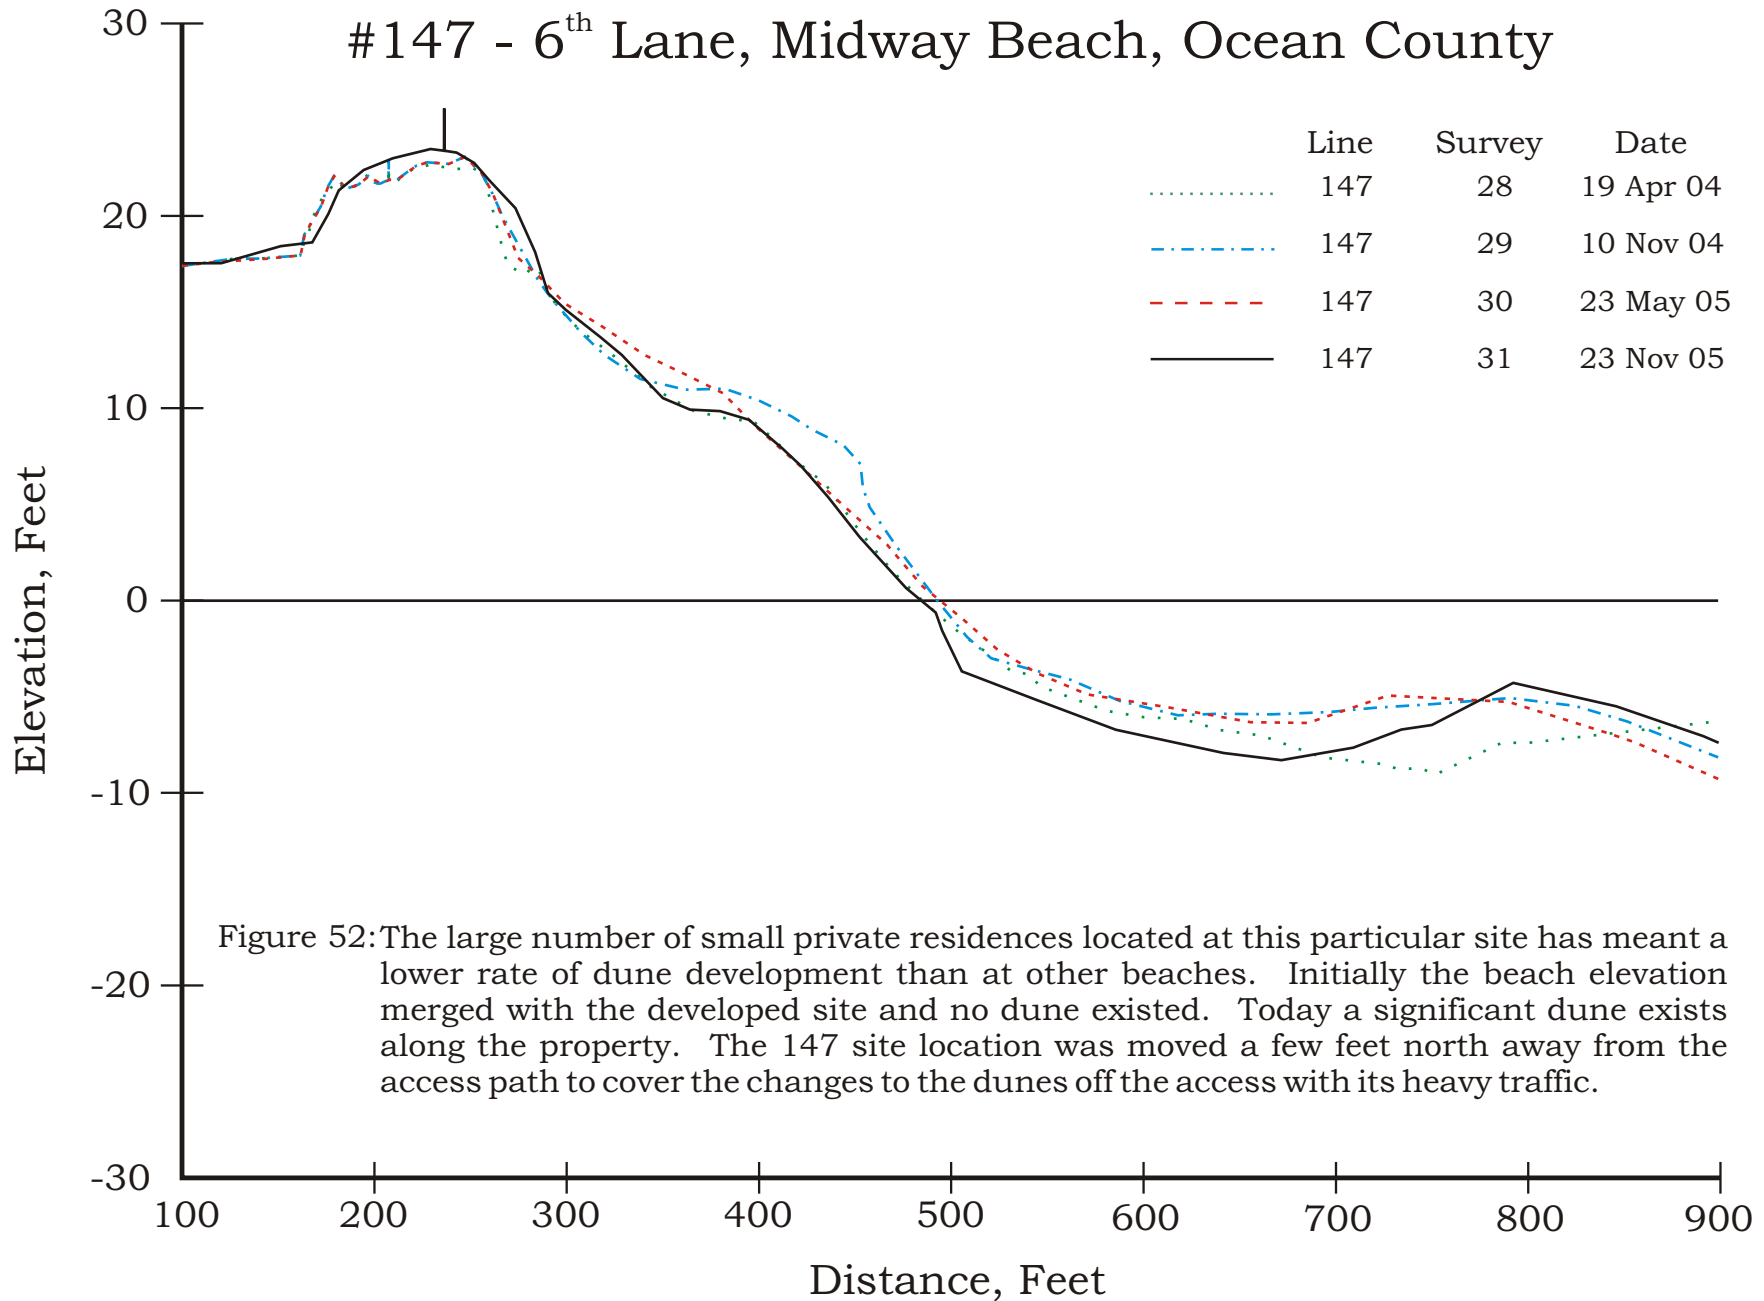 #147 - 6th Lane, Midway Beach, Ocean County
Line Survey Date
147 28 19 Apr 04
147 29 10 Nov 04
147 30 23 May 05
147 31 23 Nov 05
30
20
10
0
-10
-20
-30
Elevation, Feet
Figure 52: The large number of small private residences located at this particular site has meant a
lower rate of dune development than at other beaches. Initially the beach elevation
merged with the developed site and no dune existed. Today a significant dune exists
along the property. The 147 site location was moved a few feet north away from the
access path to cover the changes to the dunes off the access with its heavy traffic.
100 200 300 400 500 600 700 800 900
Distance, Feet